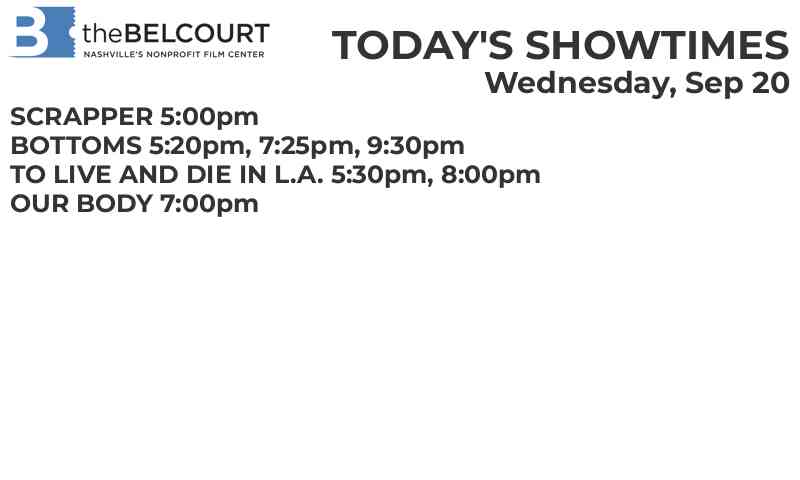 B theBELCOURT
NASHVILLE'S NONPROFIT FILM CENTER
TODAY'S SHOWTIMES
Wednesday, Sep 20
SCRAPPER 5:00pm
BOTTOMS 5:20pm, 7:25pm, 9:30pm
TO LIVE AND DIE IN L.A. 5:30pm, 8:00pm
OUR BODY 7:00pm